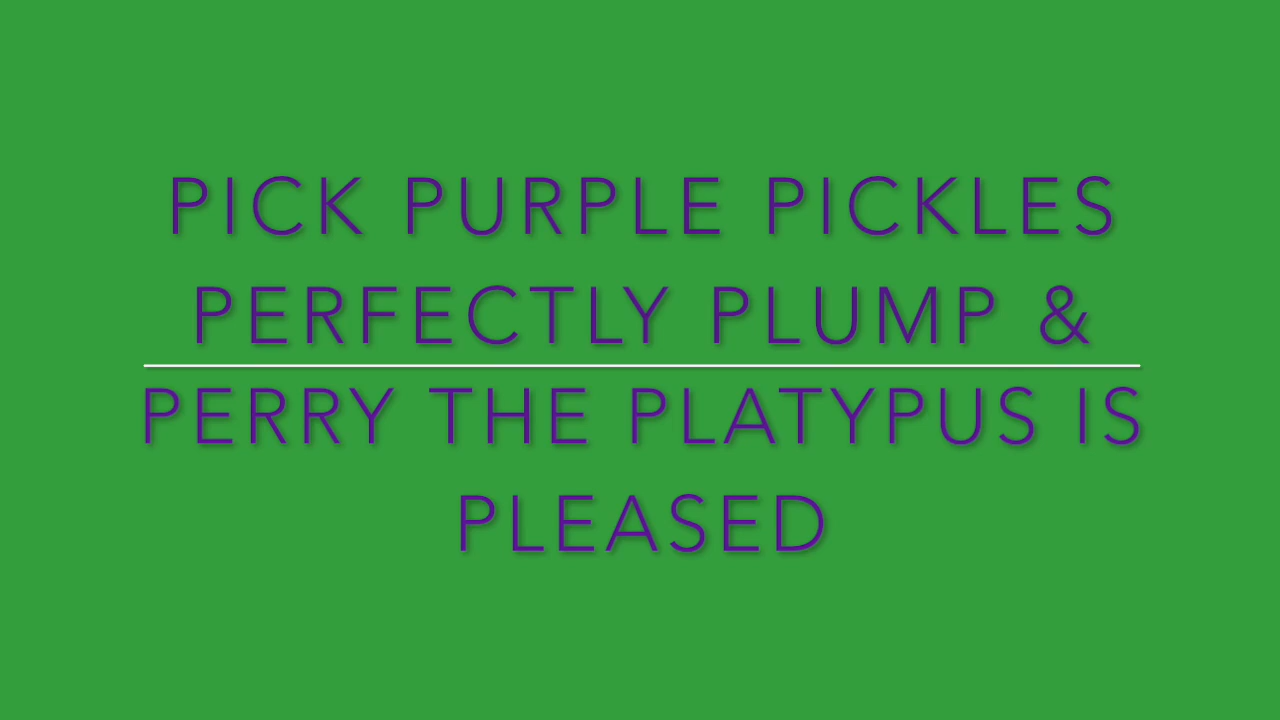 PICK PURPLE PICKLES
PERFECTLY PLUMP &
PERRY THE PLATYPUS IS
PLEASED